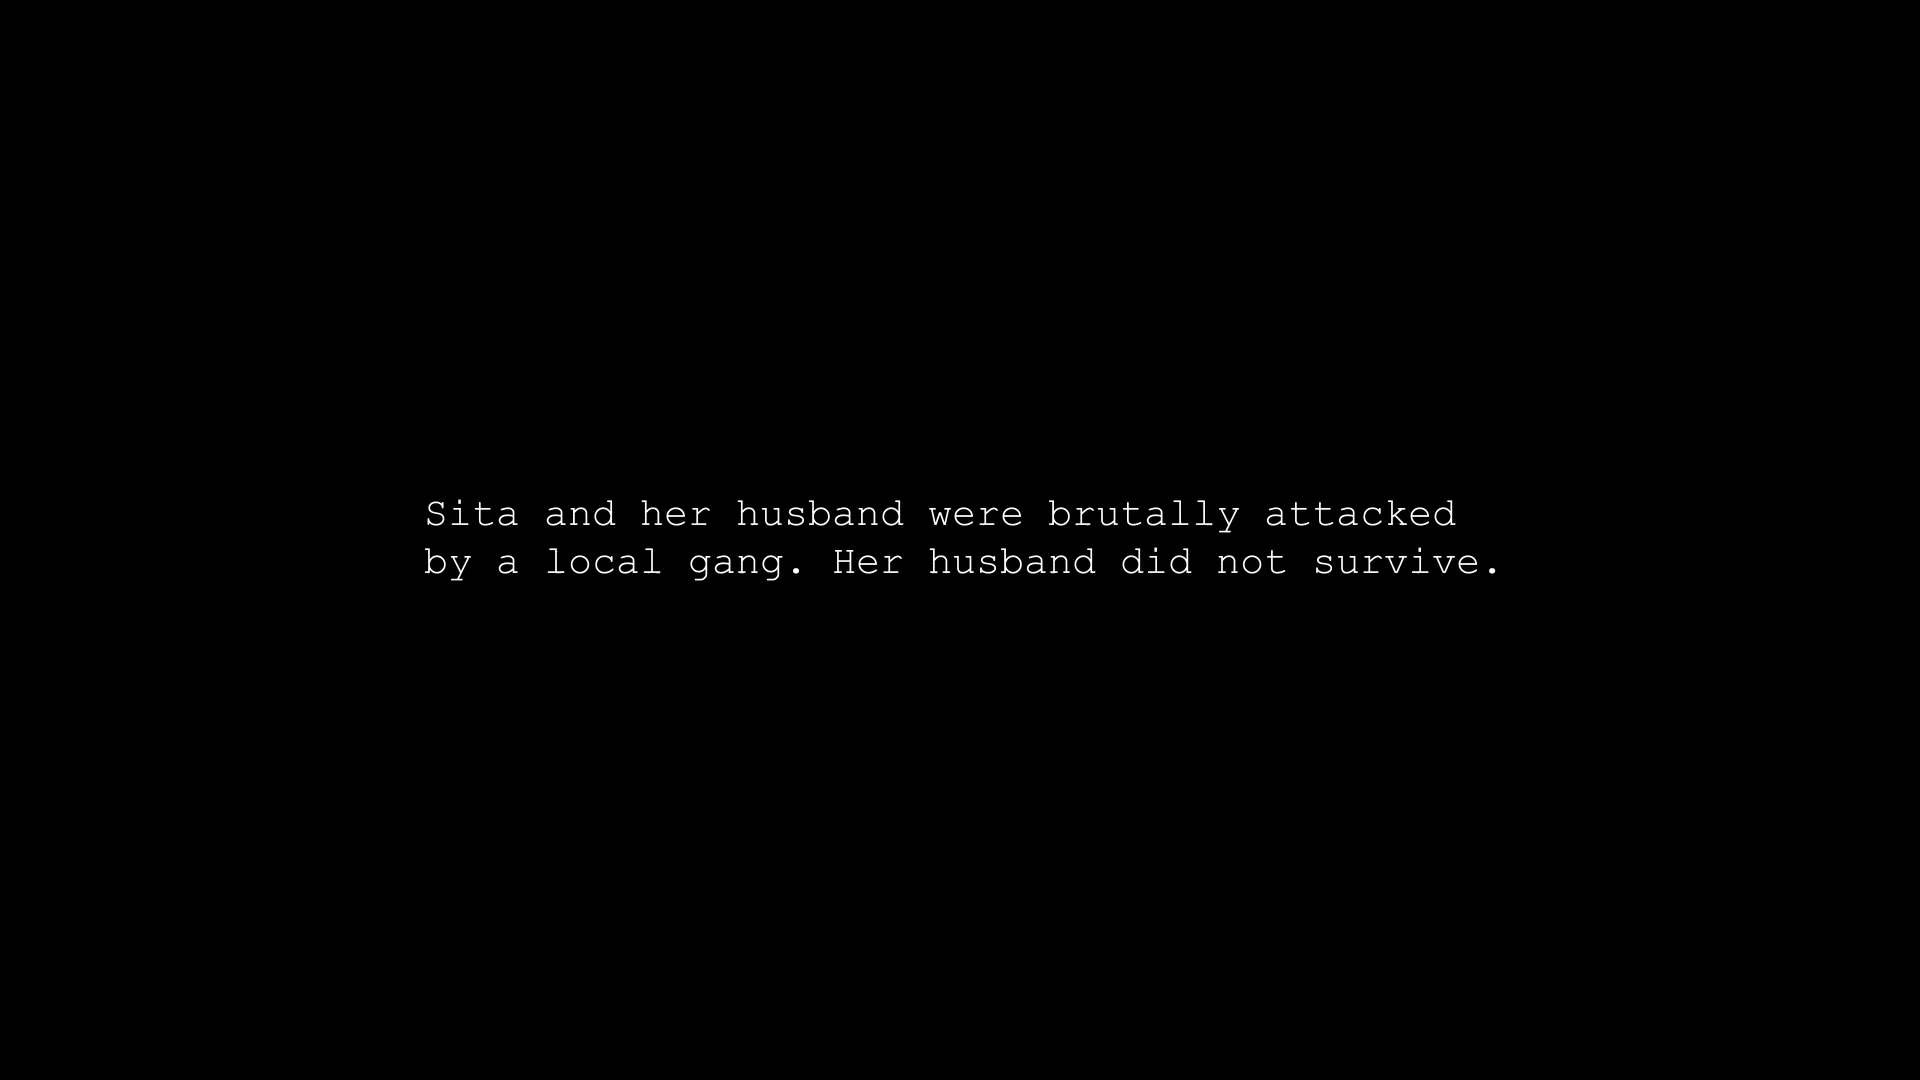 Sita and her husband were brutally attacked
by a local gang. Her husband did not survive.